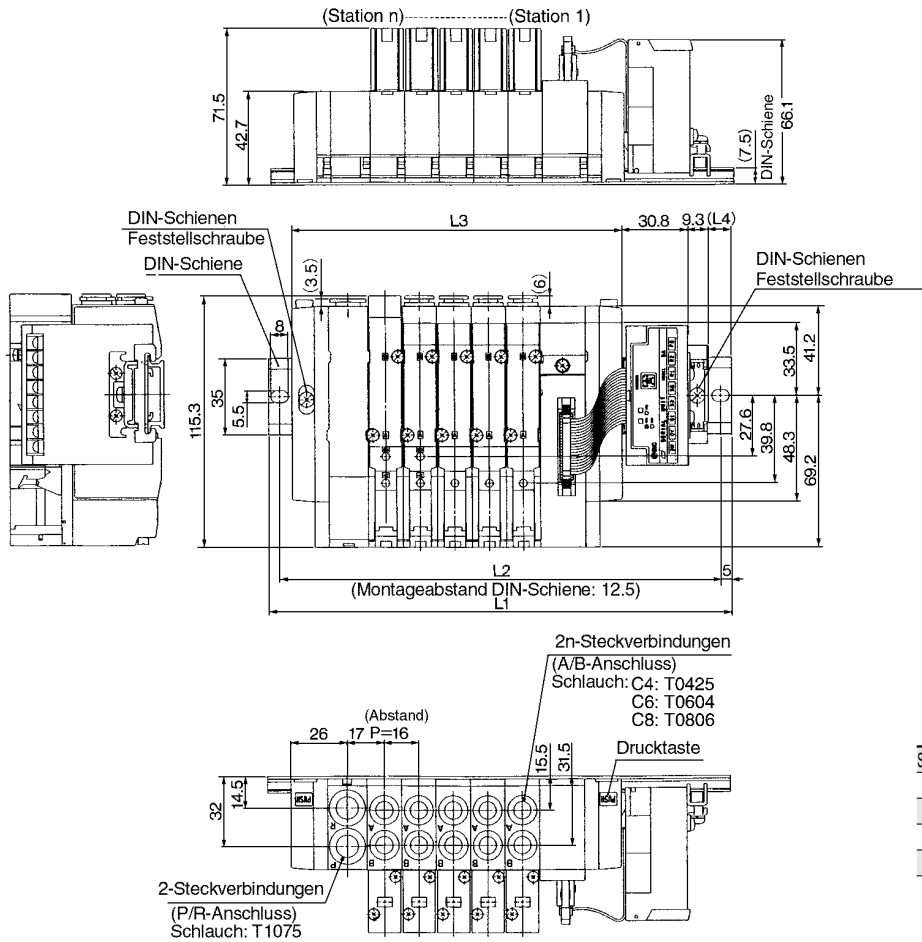 (Station n) (Station 1)
71.5
42.7
(7.5)
DIN-Schiene
66.1
L3
30.8
9.3
(L4)
DIN-Schienen
Feststellschraube
DIN-Schiene
DIN-Schienen
Feststellschraube
(3.5)
(6)
8
35
5.5
115.3
33.5
41.2
27.6
39.8
48.3
69.2
L2
5
(Montageabstand DIN-Schiene: 12.5)
L1
2n-Steckverbindungen
(A/B-Anschluss)
Schlauch: C4: T0425
C6: T0604
C8: T0806
(Abstand)
26
17
P=16
15.5
31.5
Drucktaste
32
14.5
PUSH
PUSH
R A A A A A
P B B B B B
2-Steckverbindungen
(P/R-Anschluss)
Schlauch: T1075